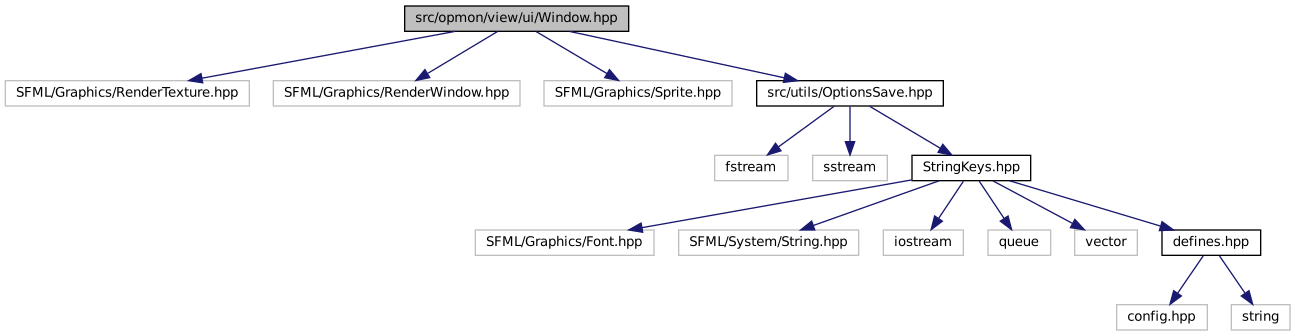 src/opmon/view/ui/Window.hpp
SFML/Graphics/RenderTexture.hpp
SFML/Graphics/RenderWindow.hpp
SFML/Graphics/Sprite.hpp
src/utils/OptionsSave.hpp
fstream
sstream
StringKeys.hpp
SFML/Graphics/Font.hpp
SFML/System/String.hpp
iostream
queue
vector
defines.hpp
config.hpp
string